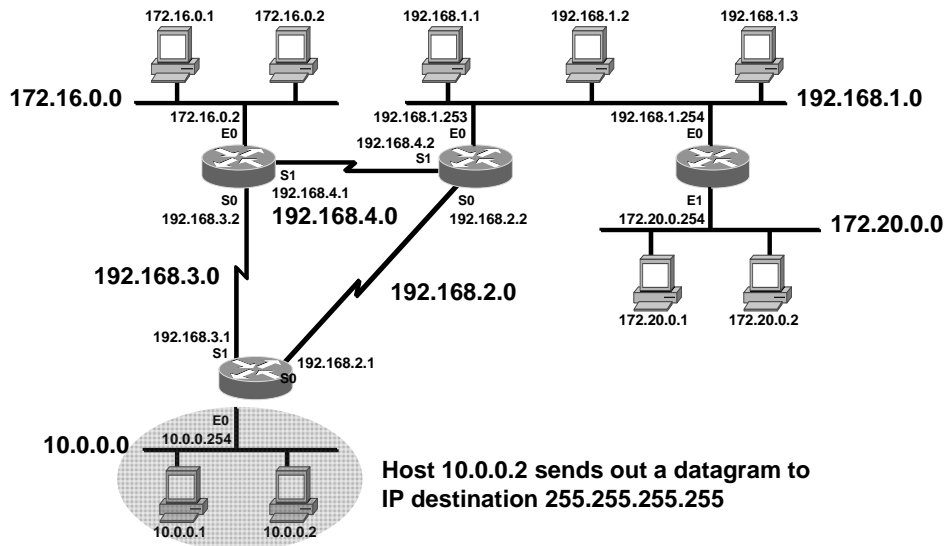 172.16.0.1
172.16.0.2
192.168.1.1
192.168.1.2
192.168.1.3
172.16.0.0
192.168.1.0
172.16.0.2
E0
192.168.1.253
E0
192.168.1.254
E0
192.168.4.2
S1
S1
192.168.4.1
192.168.4.0
S0
192.168.3.2
S0
192.168.2.2
E1
172.20.0.254
172.20.0.0
192.168.3.0
192.168.2.0
172.20.0.1
172.20.0.2
192.168.3.1
S1
192.168.2.1
S0
E0
10.0.0.254
10.0.0.0
Host 10.0.0.2 sends out a datagram to
IP destination 255.255.255.255
10.0.0.1
10.0.0.2